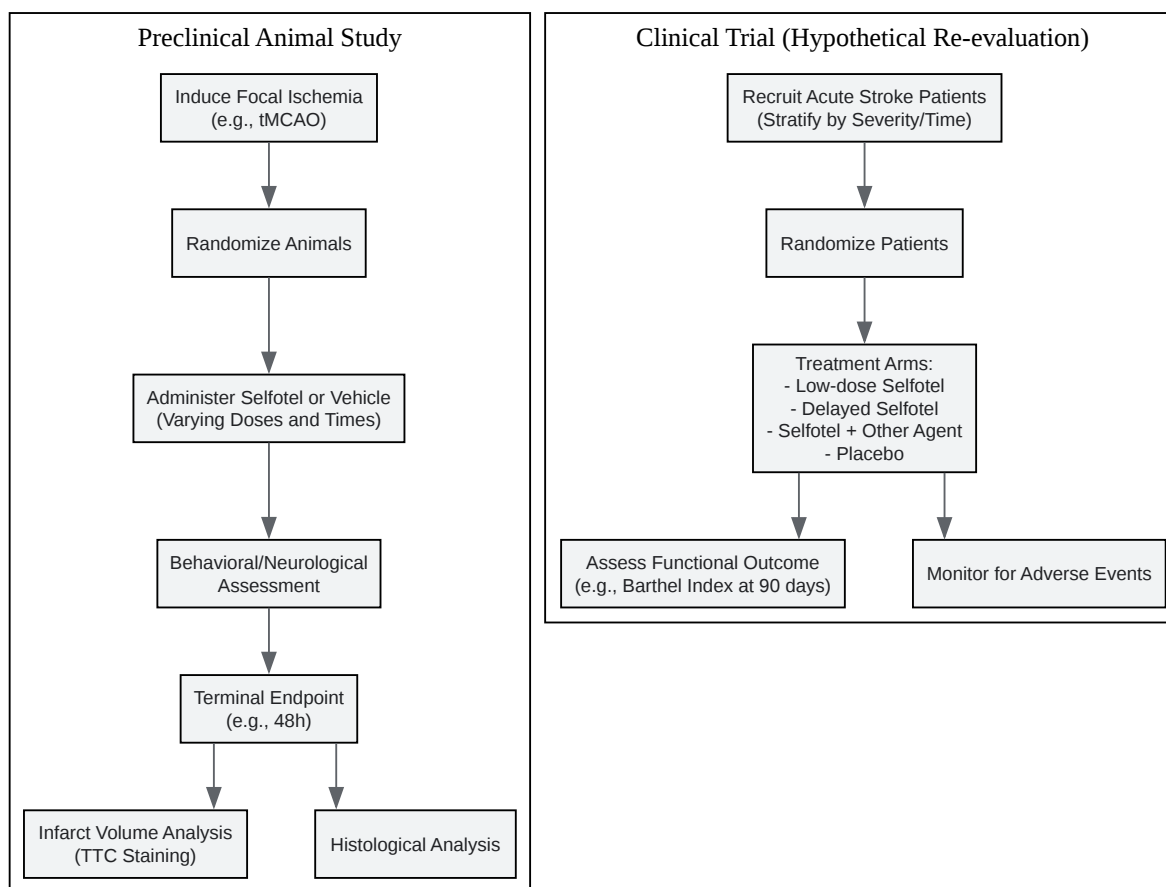 Preclinical Animal Study
Induce Focal Ischemia
(e.g., tMCAO)
Randomize Animals
Administer Selfotel or Vehicle
(Varying Doses and Times)
Behavioral/Neurological
Assessment
Terminal Endpoint
(e.g., 48h)
Infarct Volume Analysis
(TTC Staining)
Histological Analysis
Clinical Trial (Hypothetical Re-evaluation)
Recruit Acute Stroke Patients
(Stratify by Severity/Time)
Randomize Patients
Treatment Arms:
- Low-dose Selfotel
- Delayed Selfotel
- Selfotel + Other Agent
- Placebo
Assess Functional Outcome
(e.g., Barthel Index at 90 days)
Monitor for Adverse Events